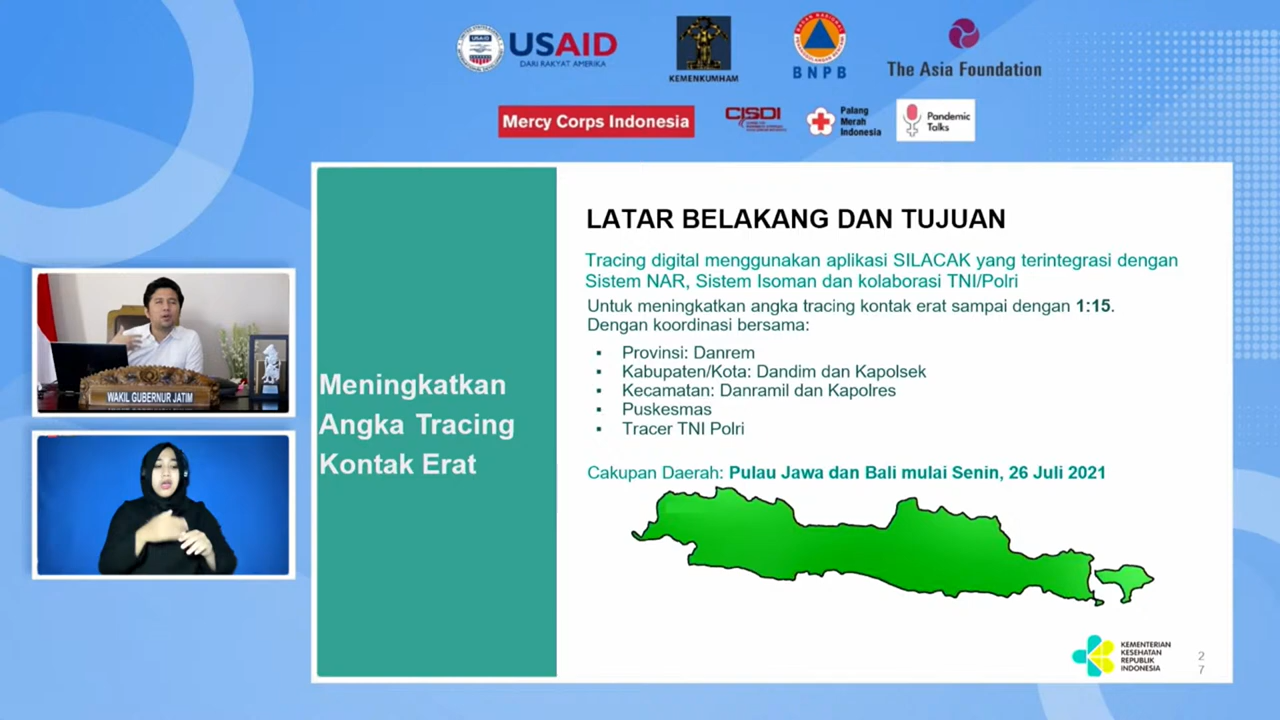 USAID
DARI RAKYAT AMERIKA
KEMENKUMHAM
BNPB
The Asia Foundation
Mercy Corps Indonesia
CISDI
Palang
Merah
Indonesia
Pandemic
Talks
LATAR BELAKANG DAN TUJUAN
Tracing digital menggunakan aplikasi SILACAK yang terintegrasi dengan
Sistem NAR, Sistem Isoman dan kolaborasi TNI/Polri
Untuk meningkatkan angka tracing kontak erat sampai dengan 1:15.
Dengan koordinasi bersama:
▪ Provinsi: Danrem
▪ Kabupaten/Kota: Dandim dan Kapolsek
▪ Kecamatan: Danramil dan Kapolres
▪ Puskesmas
▪ Tracer TNI Polri
Cakupan Daerah: Pulau Jawa dan Bali mulai Senin, 26 Juli 2021
Meningkatkan
Angka Tracing
Kontak Erat
WAKIL GUBERNUR JATIM
KEMENTERIAN
KESEHATAN
REPUBLIK
INDONESIA
2
7